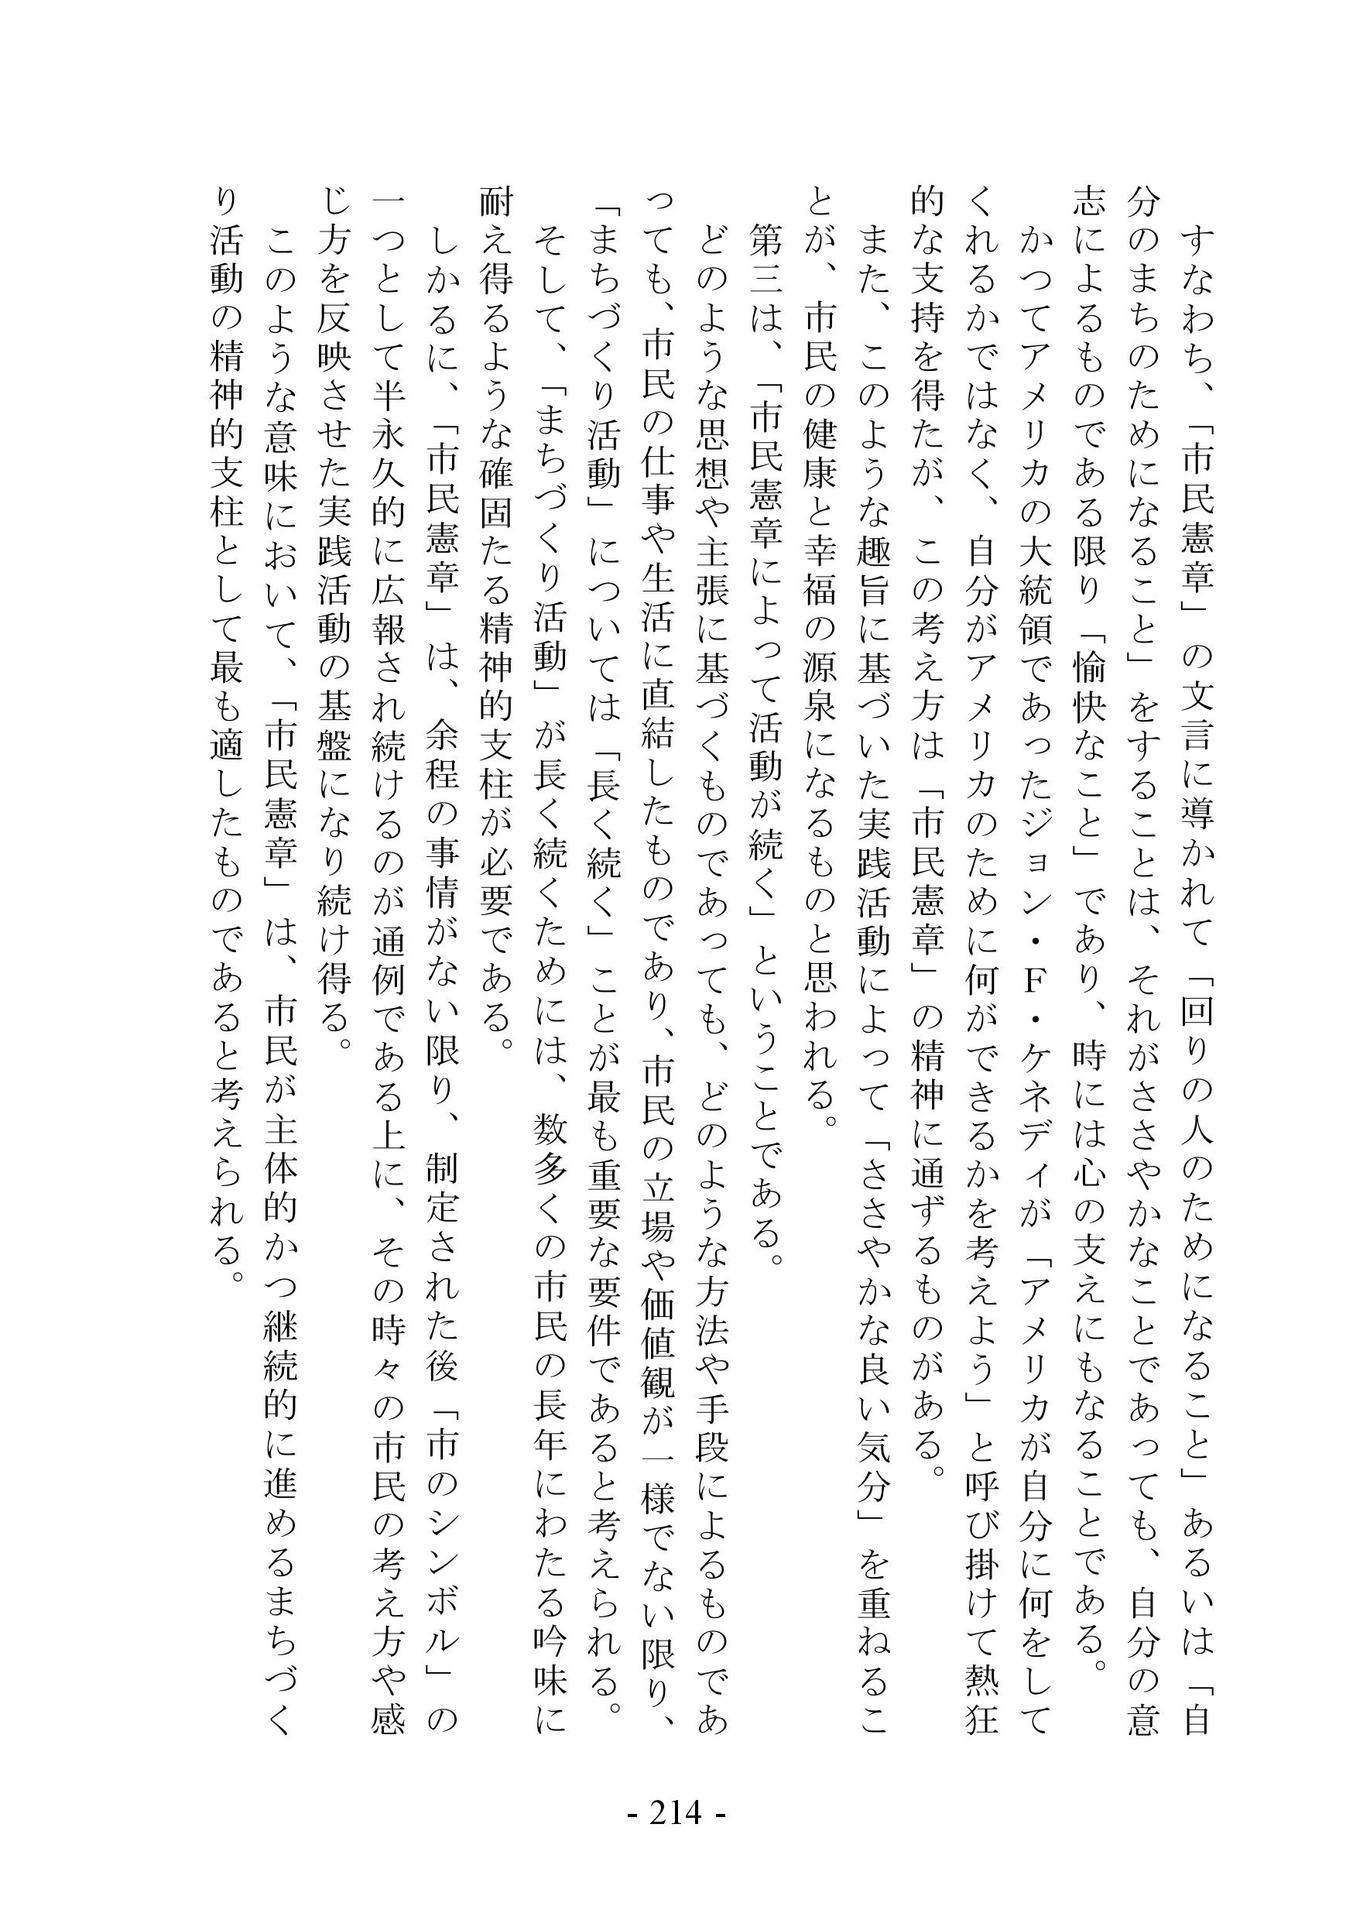 すなわち、「市民憲章」の文言に導かれて「回りの人のためになること」あるいは「自
分のまちのためになること」をすることは、それがささやかなことであっても、自分の意
志によるものである限り「愉快なこと」であり、時には心の支えにもなることである。
かつてアメリカの大統領であったジョン・Ｆ・ケネディが「アメリカが自分に何をして
くれるかではなく、自分がアメリカのために何ができるかを考えよう」と呼び掛けて熱狂
的な支持を得たが、この考え方は「市民憲章」の精神に通ずるものがある。
また、このような趣旨に基づいた実践活動によって「ささやかな良い気分」を重ねるこ
とが、市民の健康と幸福の源泉になるものと思われる。
第三は、「市民憲章によって活動が続く」ということである。
どのような思想や主張に基づくものであっても、どのような方法や手段によるものであ
っても、市民の仕事や生活に直結したものであり、市民の立場や価値観が一様でない限り、
「まちづくり活動」については「長く続く」ことが最も重要な要件であると考えられる。
そして、「まちづくり活動」が長く続くためには、数多くの市民の長年にわたる吟味に
耐え得るような確固たる精神的支柱が必要である。
しかるに、「市民憲章」は、余程の事情がない限り、制定された後「市のシンボル」の
一つとして半永久的に広報され続けるのが通例である上に、その時々の市民の考え方や感
じ方を反映させた実践活動の基盤になり続け得る。
このような意味において、「市民憲章」は、市民が主体的かつ継続的に進めるまちづく
り活動の精神的支柱として最も適したものであると考えられる。
- 214 -